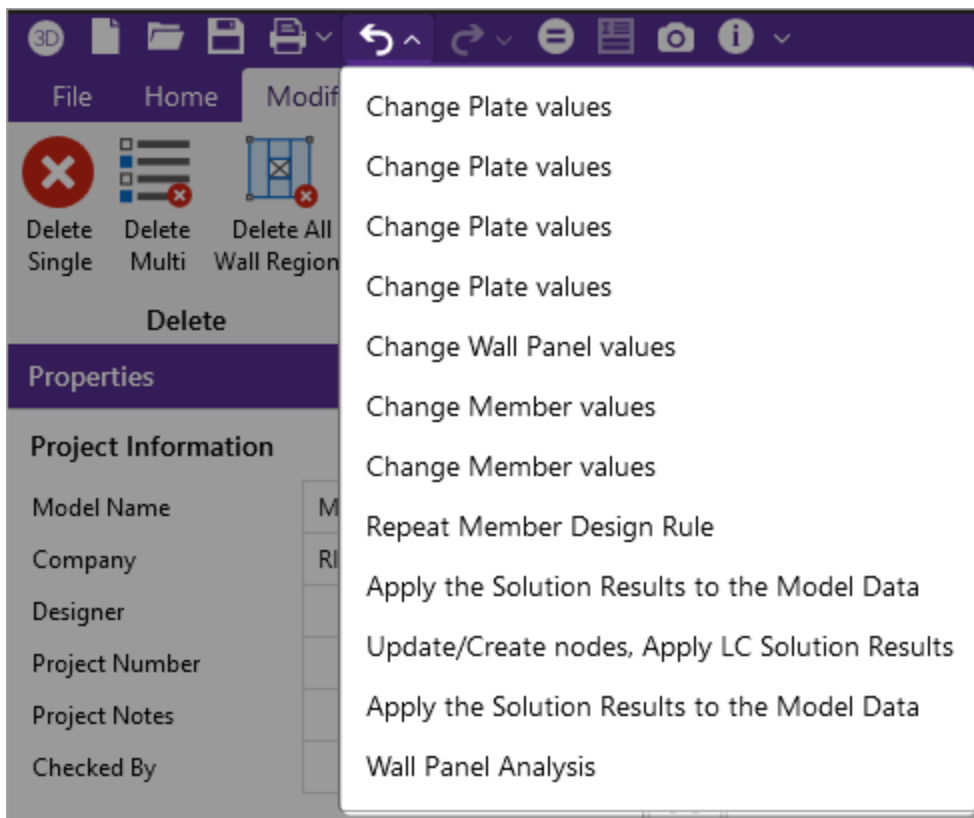 3D
File Home Modif
Delete Single
Delete Multi
Delete All Wall Region
Delete
Properties
Project Information
Model Name M
Company RI
Designer
Project Number
Project Notes
Checked By
Change Plate values
Change Plate values
Change Plate values
Change Plate values
Change Wall Panel values
Change Member values
Change Member values
Repeat Member Design Rule
Apply the Solution Results to the Model Data
Update/Create nodes, Apply LC Solution Results
Apply the Solution Results to the Model Data
Wall Panel Analysis